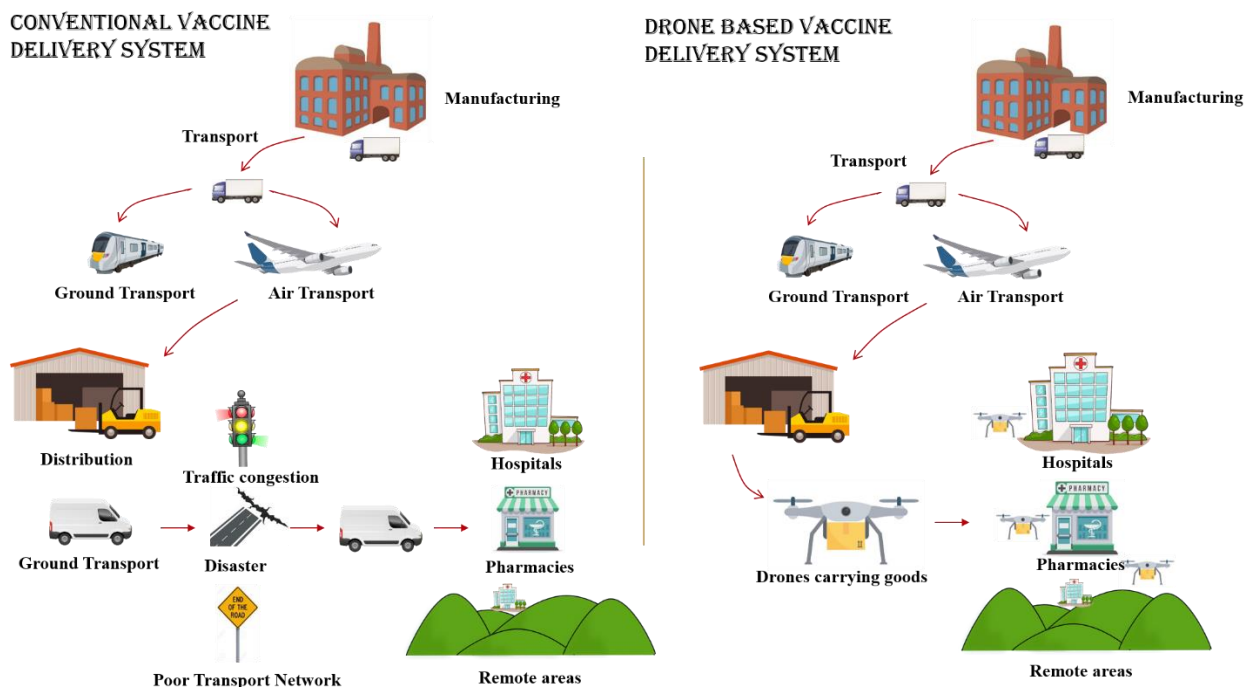 CONVENTIONAL VACCINE
DELIVERY SYSTEM
Manufacturing
Transport
Ground Transport
Air Transport
Distribution
Traffic congestion
Hospitals
Ground Transport
Disaster
Pharmacies
END
OF THE
ROAD
Poor Transport Network
Remote areas
DRONE BASED VACCINE
DELIVERY SYSTEM
Manufacturing
Transport
Ground Transport
Air Transport
Hospitals
PHARMACY
Drones carrying goods
Pharmacies
Remote areas
PHARMACY